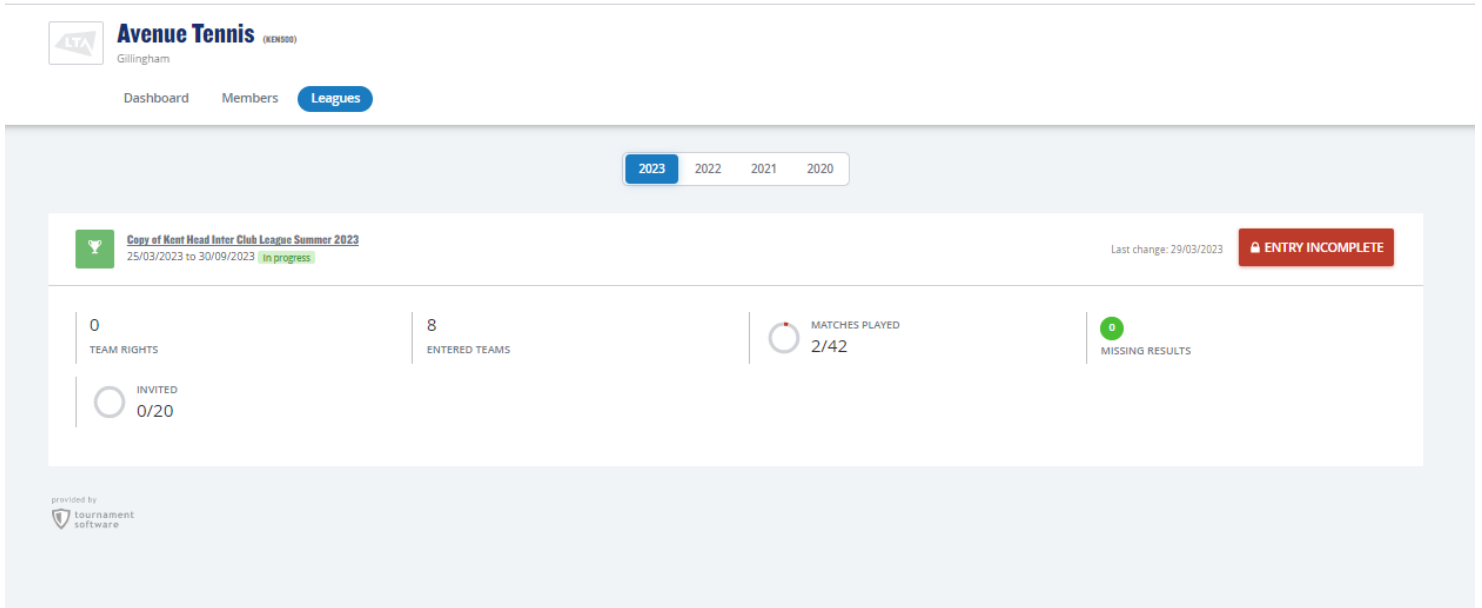 LTA
Avenue Tennis (KEN500)
Gillingham
Dashboard Members Leagues
2023 2022 2021 2020
Copy of Kent Head Inter Club League Summer 2023
25/03/2023 to 30/09/2023 In progress
Last change: 29/03/2023
ENTRY INCOMPLETE
0
TEAM RIGHTS
8
ENTERED TEAMS
MATCHES PLAYED
2/42
0
MISSING RESULTS
INVITED
0/20
provided by
tournament
software